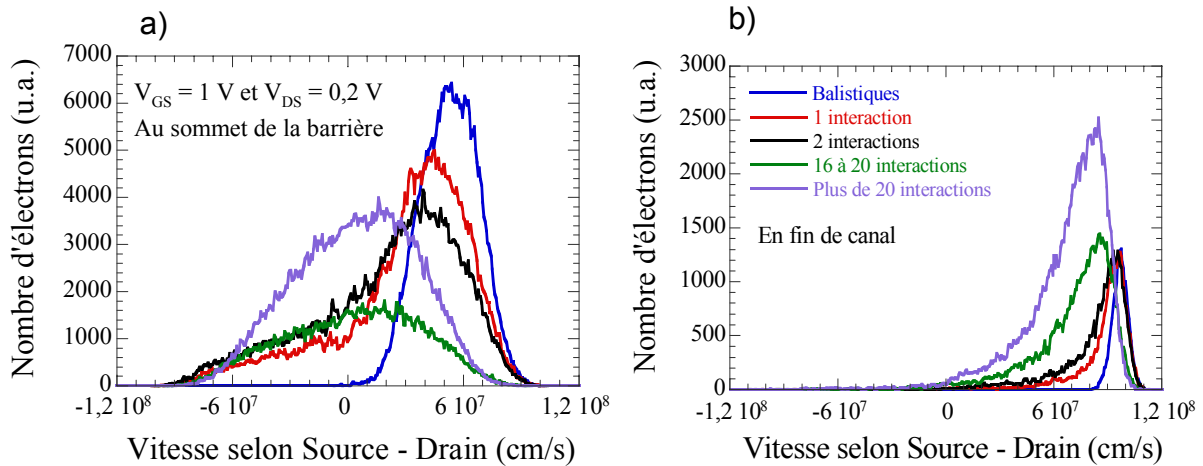 a)
Nombre d'électrons (u.a.)
7000
6000
5000
4000
3000
2000
1000
0
V_GS = 1 V et V_DS = 0,2 V
Au sommet de la barrière
-1,2 10^8
-6 10^7
0
6 10^7
Vitesse selon Source - Drain (cm/s)
b)
Nombre d'électrons (u.a.)
3000
2500
2000
1500
1000
500
0
Balistiques
1 interaction
2 interactions
16 à 20 interactions
Plus de 20 interactions
En fin de canal
-1,2 10^8
-6 10^7
0
6 10^7
1,2 10^8
Vitesse selon Source - Drain (cm/s)